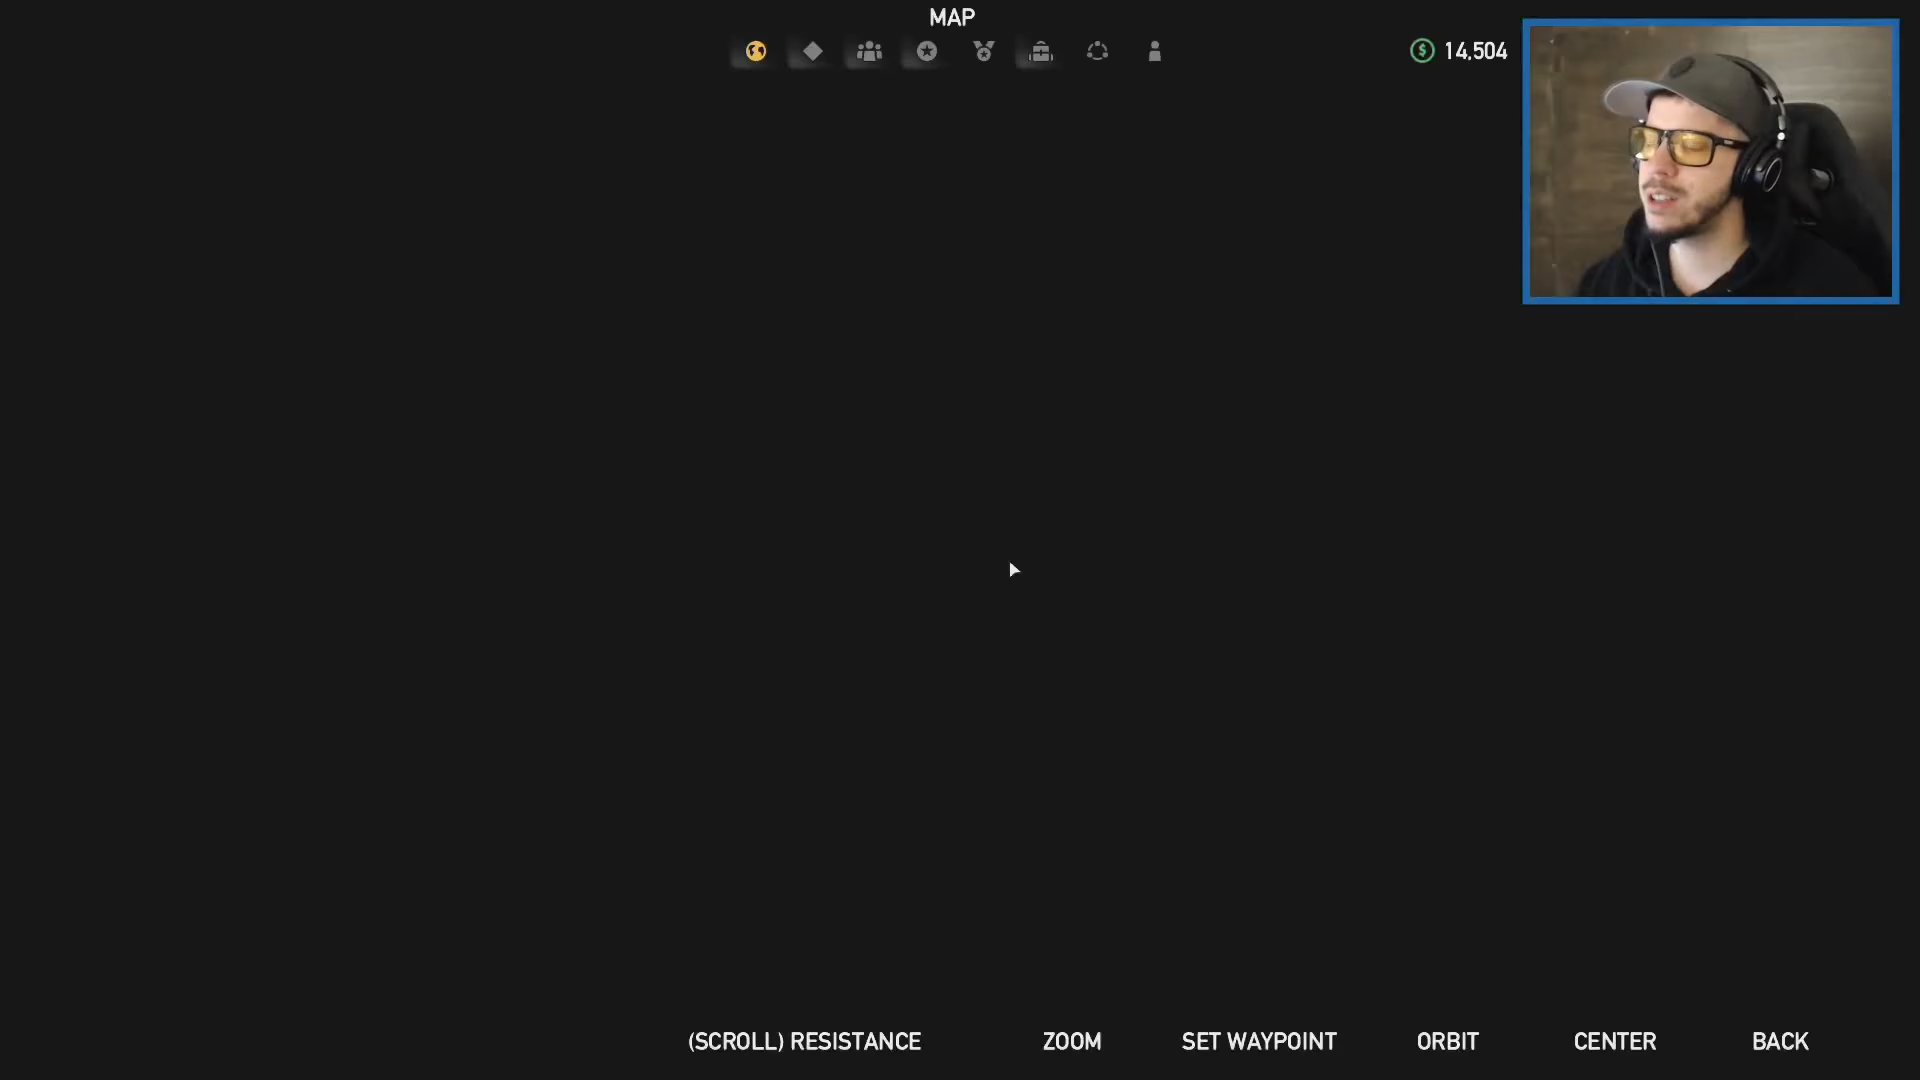 MAP
14,504
(SCROLL) RESISTANCE ZOOM SET WAYPOINT ORBIT CENTER BACK